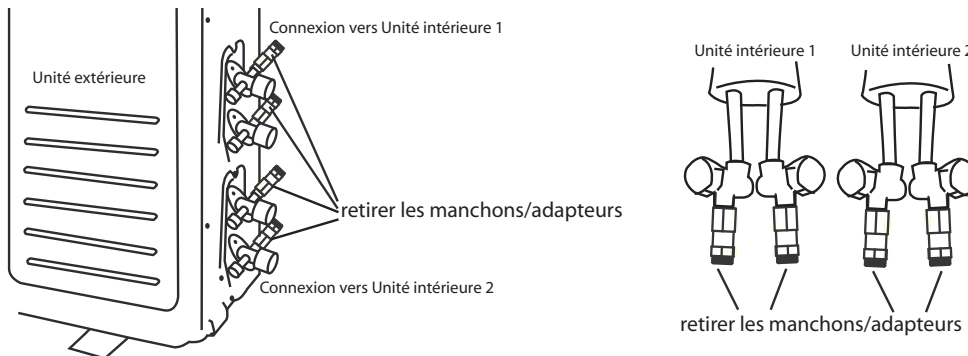 Connexion vers Unité intérieure 1
Unité extérieure
retirer les manchons/adapteurs
Connexion vers Unité intérieure 2
Unité intérieure 1
Unité intérieure 2
retirer les manchons/adapteurs